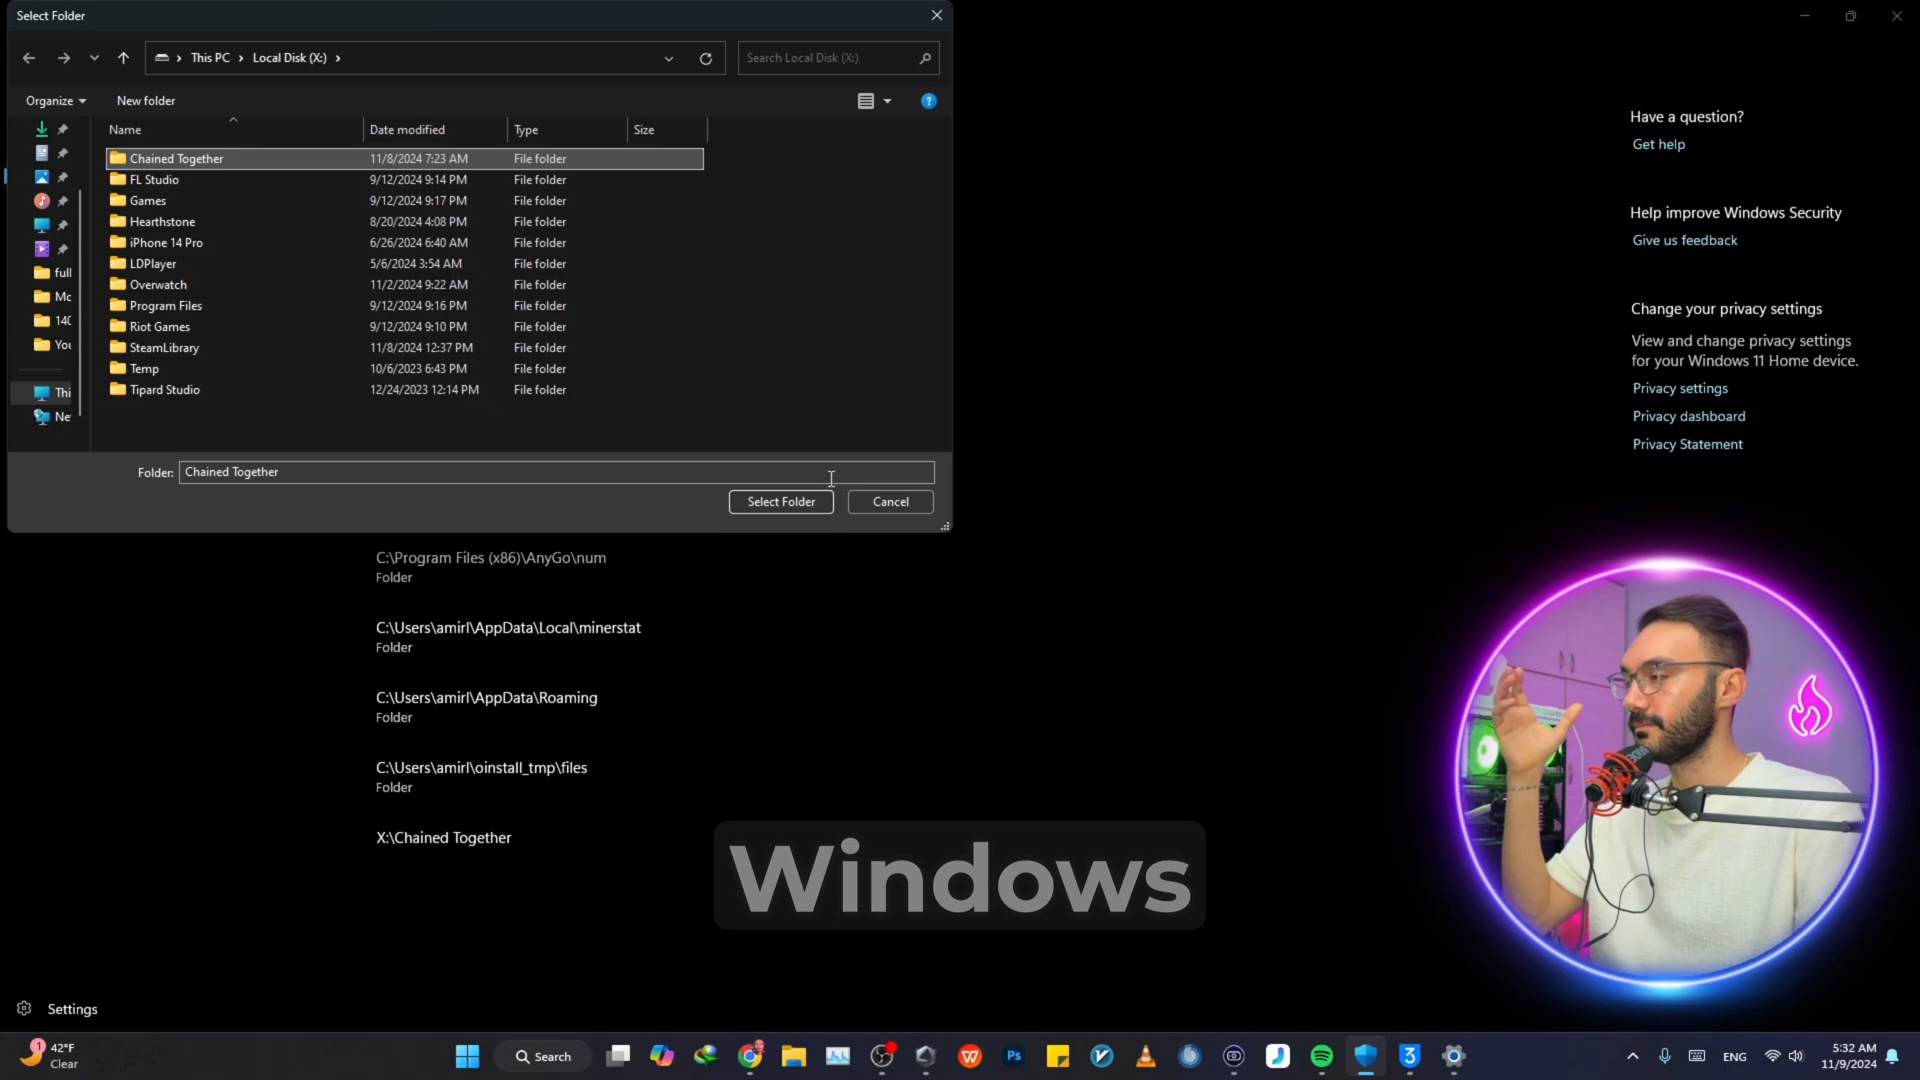 Select Folder
This PC > Local Disk (X:) >
Search Local Disk (X:)
Organize
New folder
Name
Date modified
Type
Size
Chained Together 11/8/2024 7:23 AM File folder
FL Studio 9/12/2024 9:14 PM File folder
Games 9/12/2024 9:17 PM File folder
Hearthstone 8/20/2024 4:08 PM File folder
iPhone 14 Pro 6/26/2024 6:40 AM File folder
LDPlayer 5/6/2024 3:54 AM File folder
Overwatch 11/2/2024 9:22 AM File folder
Program Files 9/12/2024 9:16 PM File folder
Riot Games 9/12/2024 9:10 PM File folder
SteamLibrary 11/8/2024 12:37 PM File folder
Temp 10/6/2023 6:43 PM File folder
Tipard Studio 12/24/2023 12:14 PM File folder
full
Mc
140
You
Thi
Ne
Folder: Chained Together
Select Folder
Cancel
C:\Program Files (x86)\AnyGo\num
Folder
C:\Users\amirl\AppData\Local\minerstat
Folder
C:\Users\amirl\AppData\Roaming
Folder
C:\Users\amirl\oinstall_tmp\files
Folder
X:\Chained Together
Have a question?
Get help
Help improve Windows Security
Give us feedback
Change your privacy settings
View and change privacy settings
for your Windows 11 Home device.
Privacy settings
Privacy dashboard
Privacy Statement
Windows
Settings
1
42°F
Clear
Search
Ps
3
ENG
5:32 AM
11/9/2024